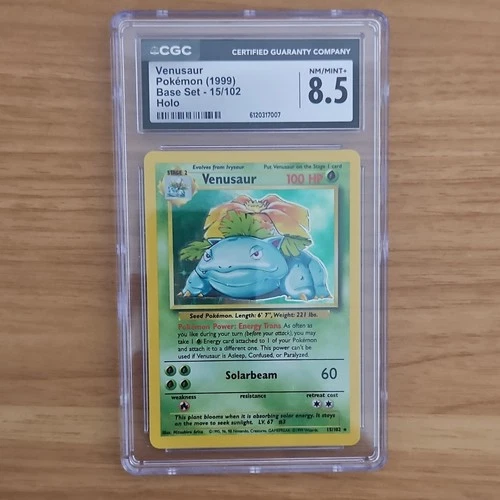 CGC
CERTIFIED GUARANTY COMPANY
Venusaur
Pokémon (1999)
Base Set - 15/102
Holo
NM/MINT+
8.5
6120317007
Evolves from Ivysaur
Put Venusaur on the Stage 1 card
STAGE 2
Venusaur
100 HP
Seed Pokémon. Length: 6' 7", Weight: 221 lbs.
Pokémon Power: Energy Trans As often as
you like during your turn (before your attack), you may
take 1 Energy card attached to 1 of your Pokémon
and attach it to a different one. This power can't be
used if Venusaur is Asleep, Confused, or Paralyzed.
Solarbeam
60
weakness
resistance
retreat cost
This plant blooms when it is absorbing solar energy. It stays
on the move to seek sunlight. LV. 67 #3
Illus. Mitsuhiro Arita
15/102